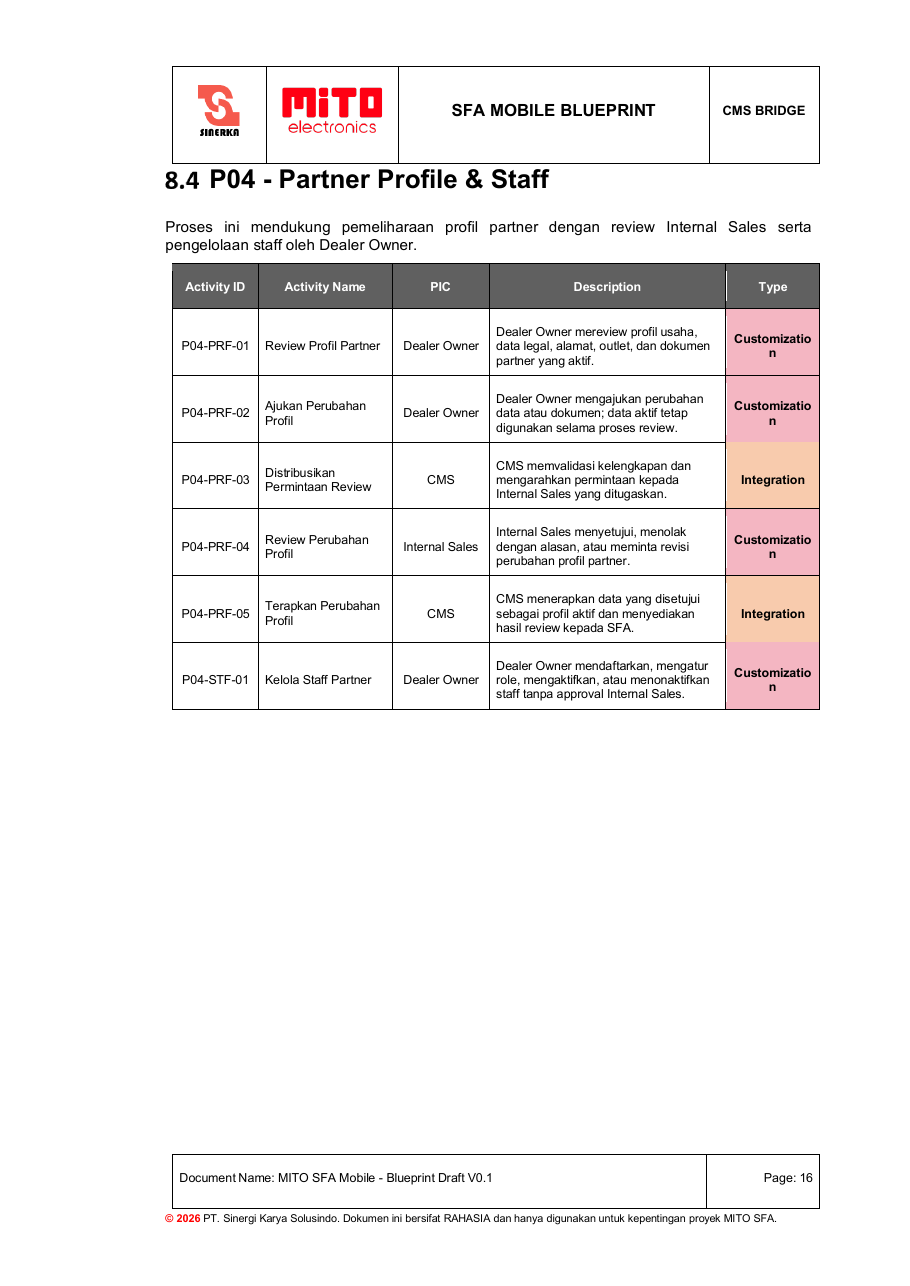 SINERKA
MiTO
electronics
SFA MOBILE BLUEPRINT
CMS BRIDGE
8.4 P04 - Partner Profile & Staff
Proses ini mendukung pemeliharaan profil partner dengan review Internal Sales serta
pengelolaan staff oleh Dealer Owner.
Activity ID
Activity Name
PIC
Description
Type
P04-PRF-01
Review Profil Partner
Dealer Owner
Dealer Owner mereview profil usaha,
data legal, alamat, outlet, dan dokumen
partner yang aktif.
Customizatio
n
P04-PRF-02
Ajukan Perubahan
Profil
Dealer Owner
Dealer Owner mengajukan perubahan
data atau dokumen; data aktif tetap
digunakan selama proses review.
Customizatio
n
P04-PRF-03
Distribusikan
Permintaan Review
CMS
CMS memvalidasi kelengkapan dan
mengarahkan permintaan kepada
Internal Sales yang ditugaskan.
Integration
P04-PRF-04
Review Perubahan
Profil
Internal Sales
Internal Sales menyetujui, menolak
dengan alasan, atau meminta revisi
perubahan profil partner.
Customizatio
n
P04-PRF-05
Terapkan Perubahan
Profil
CMS
CMS menerapkan data yang disetujui
sebagai profil aktif dan menyediakan
hasil review kepada SFA.
Integration
P04-STF-01
Kelola Staff Partner
Dealer Owner
Dealer Owner mendaftarkan, mengatur
role, mengaktifkan, atau menonaktifkan
staff tanpa approval Internal Sales.
Customizatio
n
Document Name: MITO SFA Mobile - Blueprint Draft V0.1
Page: 16
© 2026 PT. Sinergi Karya Solusindo. Dokumen ini bersifat RAHASIA dan hanya digunakan untuk kepentingan proyek MITO SFA.